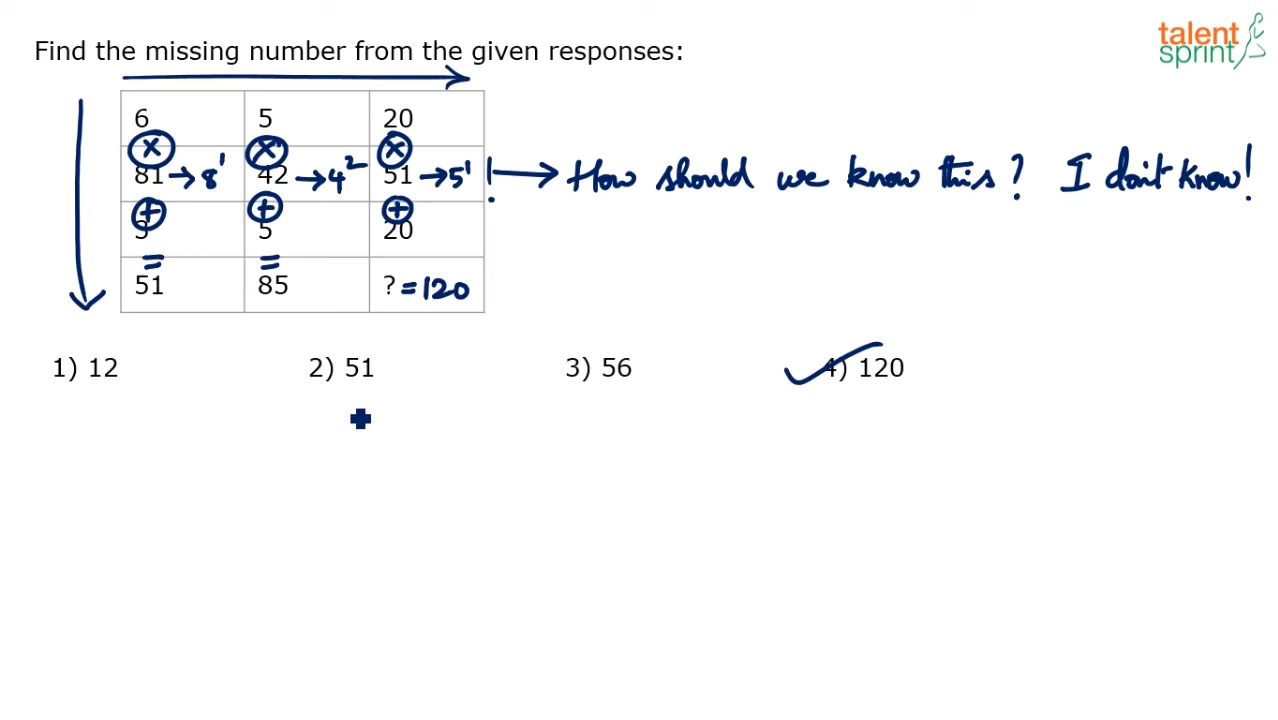 talent
sprint
Find the missing number from the given responses:
6 5 20
× × ×
81 → 8¹ 42 → 4² 51 → 5¹ ! → How should we know this? I don't know!
+ + +
3 5 20
= =
51 85 ? = 120
1) 12 2) 51 3) 56 4) 120